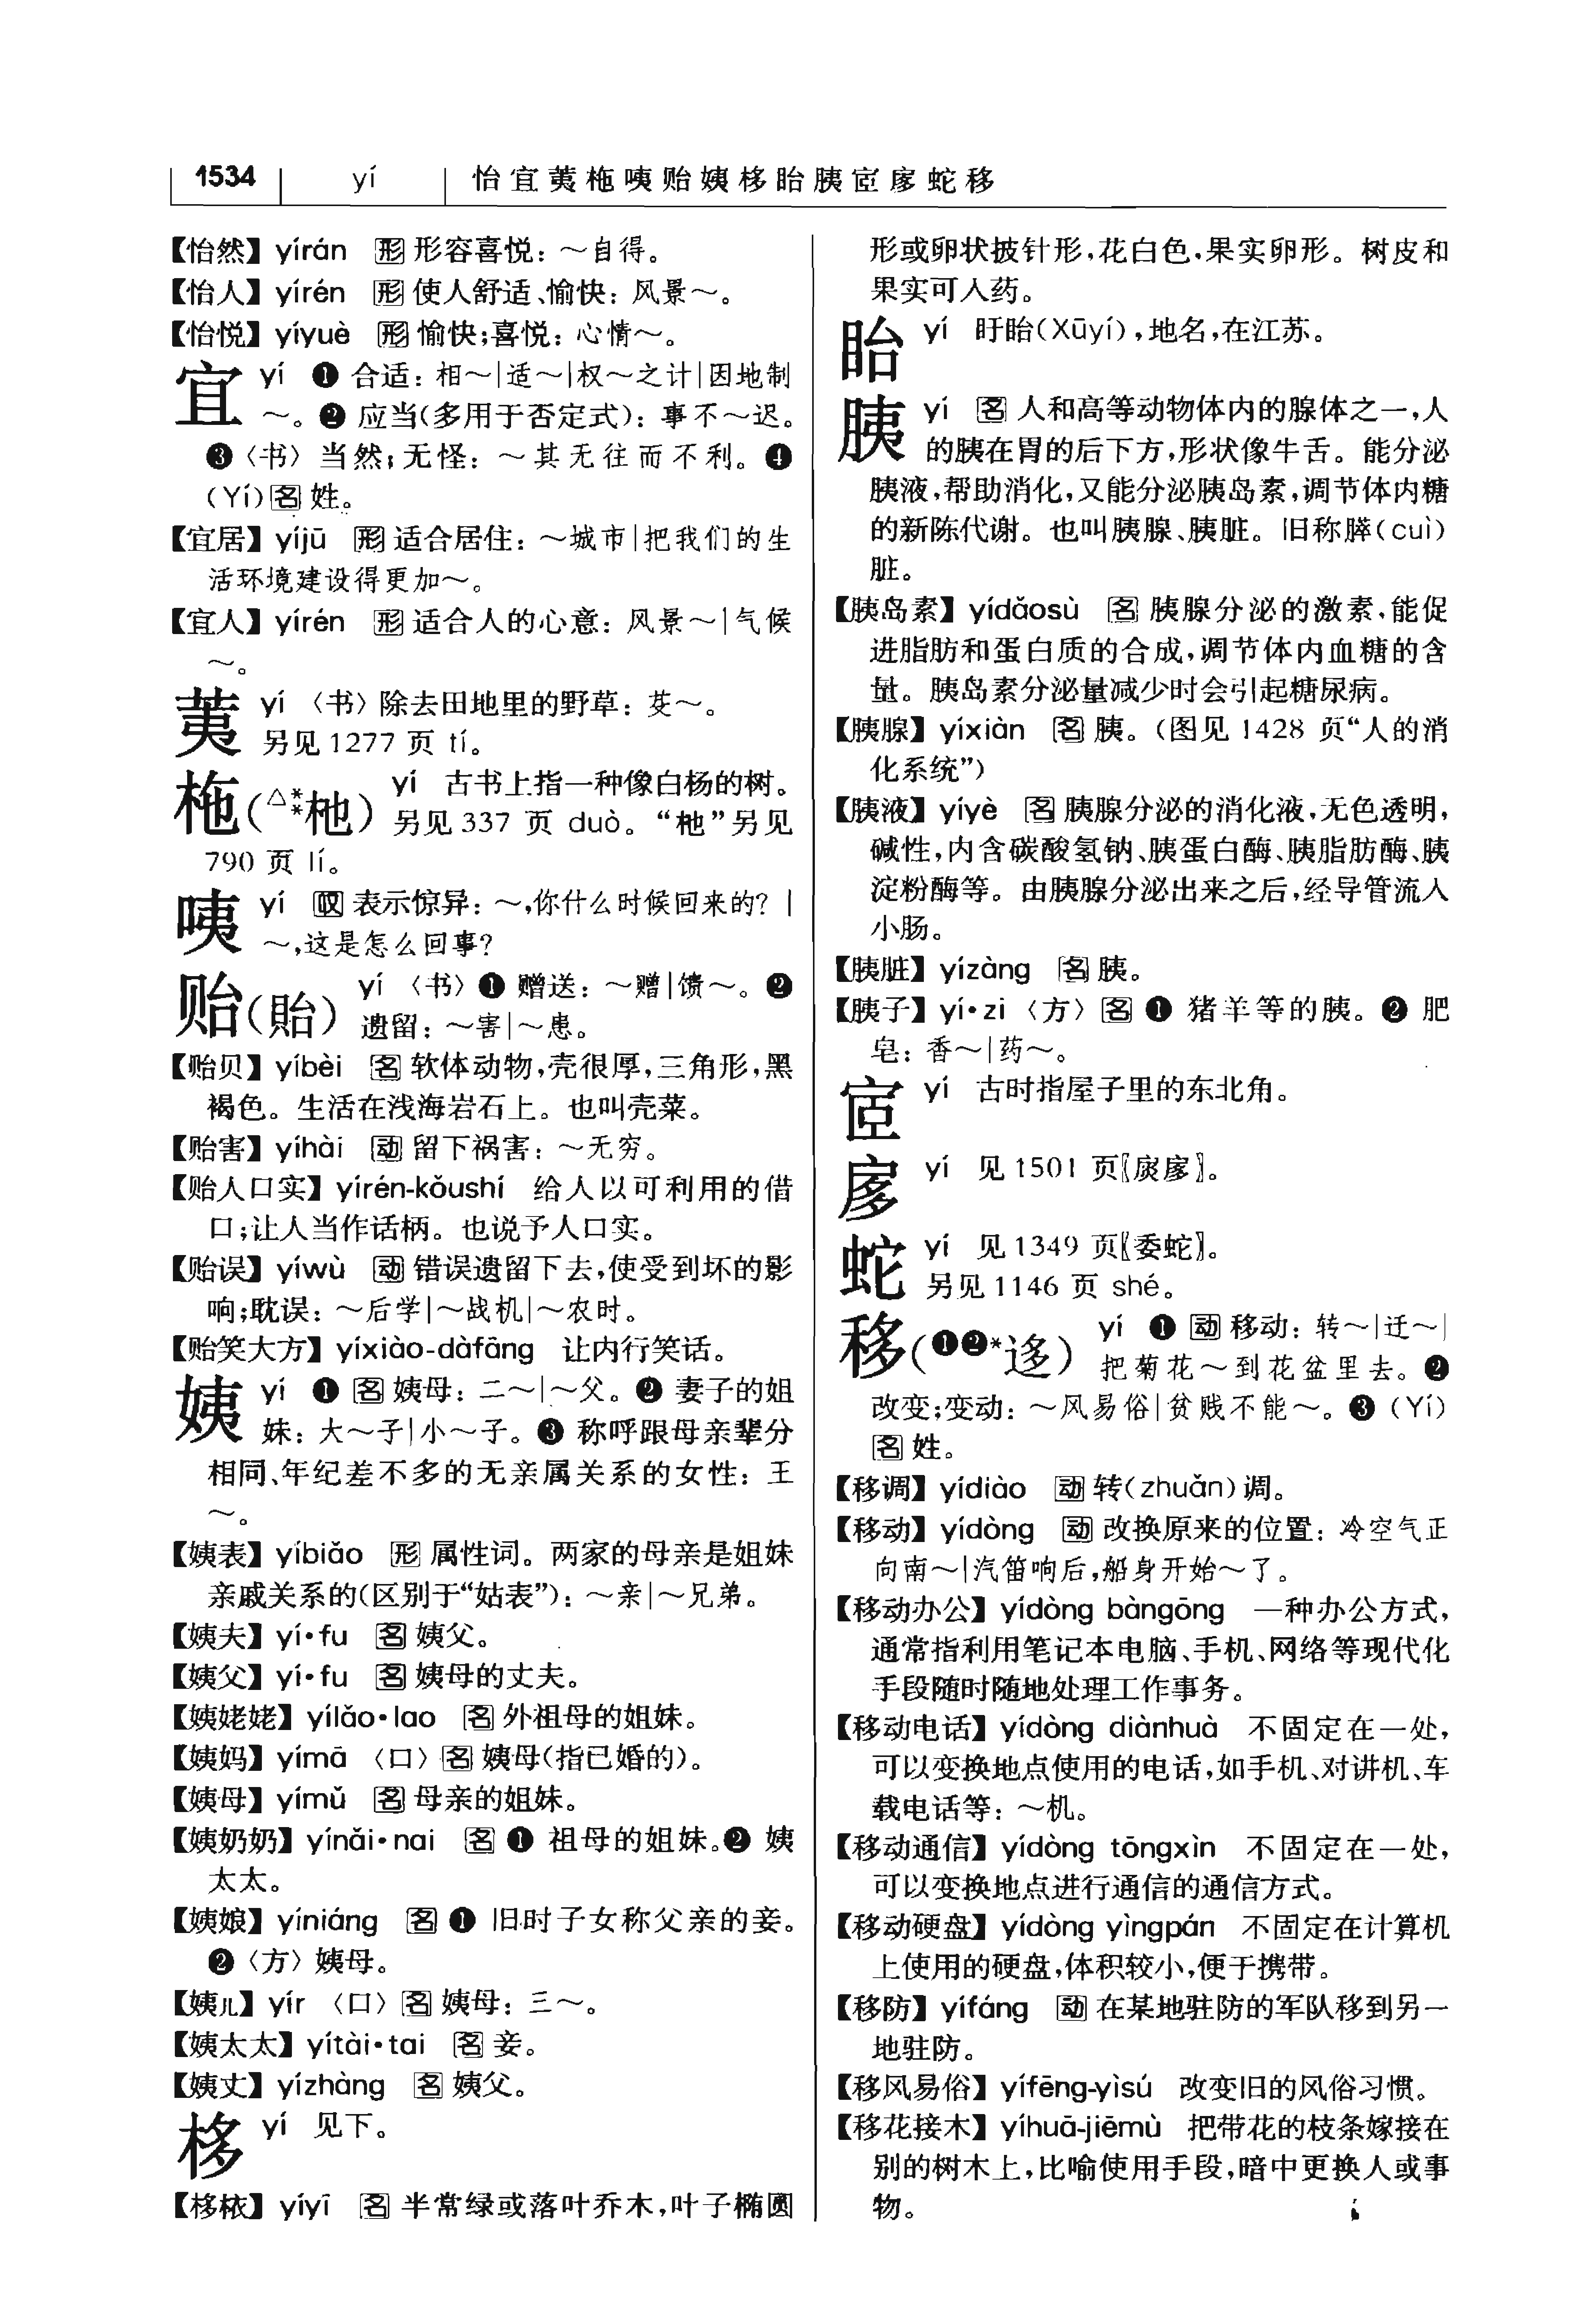 1534 yí 怡宜荑柂咦贻姨栘眙胰宧扅蛇移
【怡然】yírán 形 形容喜悦：～自得。
【怡人】yírén 形 使人舒适、愉快：风景～。
【怡悦】yíyuè 形 愉快；喜悦：心情～。
宜 yí ❶ 合适：相～|适～|权～之计|因地制
～。❷ 应当（多用于否定式）：事不～迟。
❸〈书〉当然；无怪：～其无往而不利。❹
（Yí）名 姓。
【宜居】yíjū 形 适合居住：～城市|把我们的生
活环境建设得更加～。
【宜人】yírén 形 适合人的心意：风景～|气候
～。
荑 yí 〈书〉除去田地里的野草：芟～。
另见1277 页 tí。
柂（△**杝） yí 古书上指一种像白杨的树。
另见337 页 duò。“杝”另见
790 页 lí。
咦 yí 叹 表示惊异：～，你什么时候回来的？|
～，这是怎么回事？
贻（貽） yí 〈书〉❶ 赠送：～赠|馈～。❷
遗留：～害|～患。
【贻贝】yíbèi 名 软体动物，壳很厚，三角形，黑
褐色。生活在浅海岩石上。也叫壳菜。
【贻害】yíhài 动 留下祸害：～无穷。
【贻人口实】yírén-kǒushí 给人以可利用的借
口；让人当作话柄。也说予人口实。
【贻误】yíwù 动 错误遗留下去，使受到坏的影
响；耽误：～后学|～战机|～农时。
【贻笑大方】yíxiào-dàfāng 让内行笑话。
姨 yí ❶ 名 姨母：二～|～父。❷ 妻子的姐
妹：大～子|小～子。❸ 称呼跟母亲辈分
相同、年纪差不多的无亲属关系的女性：王
～。
【姨表】yíbiǎo 形 属性词。两家的母亲是姐妹
亲戚关系的（区别于“姑表”）：～亲|～兄弟。
【姨夫】yí•fu 名 姨父。
【姨父】yí•fu 名 姨母的丈夫。
【姨姥姥】yílǎo•lao 名 外祖母的姐妹。
【姨妈】yímā 〈口〉名 姨母（指已婚的）。
【姨母】yímǔ 名 母亲的姐妹。
【姨奶奶】yínǎi•nai 名 ❶ 祖母的姐妹。❷ 姨
太太。
【姨娘】yíniáng 名 ❶ 旧时子女称父亲的妾。
❷〈方〉姨母。
【姨儿】yír 〈口〉名 姨母：三～。
【姨太太】yítài•tai 名 妾。
【姨丈】yízhàng 名 姨父。
栘 yí 见下。
【栘栘】yíyī 名 半常绿或落叶乔木，叶子椭圆
形或卵状披针形，花白色，果实卵形。树皮和
果实可入药。
眙 yí 盱眙（Xūyí），地名，在江苏。
胰 yí 名 人和高等动物体内的腺体之一，人
的胰在胃的后下方，形状像牛舌。能分泌
胰液，帮助消化，又能分泌胰岛素，调节体内糖
的新陈代谢。也叫胰腺、胰脏。旧称膵（cuì）
脏。
【胰岛素】yídǎosù 名 胰腺分泌的激素，能促
进脂肪和蛋白质的合成，调节体内血糖的含
量。胰岛素分泌量减少时会引起糖尿病。
【胰腺】yíxiàn 名 胰。（图见 1428 页“人的消
化系统”）
【胰液】yíyè 名 胰腺分泌的消化液，无色透明，
碱性，内含碳酸氢钠、胰蛋白酶、胰脂肪酶、胰
淀粉酶等。由胰腺分泌出来之后，经导管流入
小肠。
【胰脏】yízàng 名 胰。
【胰子】yí•zi 〈方〉名 ❶ 猪羊等的胰。❷ 肥
皂：香～|药～。
宧 yí 古时指屋子里的东北角。
扅 yí 见1501 页〖扊扅〗。
蛇 yí 见1349 页〖委蛇〗。
另见1146 页 shé。
移（❶❷*迻） yí ❶ 动 移动：转～|迁～|
把菊花～到花盆里去。❷
改变；变动：～风易俗|贫贱不能～。❸（Yí）
名 姓。
【移调】yídiào 动 转（zhuǎn）调。
【移动】yídòng 动 改换原来的位置：冷空气正
向南～|汽笛响后，船身开始～了。
【移动办公】yídòng bàngōng 一种办公方式，
通常指利用笔记本电脑、手机、网络等现代化
手段随时随地处理工作事务。
【移动电话】yídòng diànhuà 不固定在一处，
可以变换地点使用的电话，如手机、对讲机、车
载电话等：～机。
【移动通信】yídòng tōngxìn 不固定在一处，
可以变换地点进行通信的通信方式。
【移动硬盘】yídòng yìngpán 不固定在计算机
上使用的硬盘，体积较小，便于携带。
【移防】yífáng 动 在某地驻防的军队移到另一
地驻防。
【移风易俗】yífēng-yìsú 改变旧的风俗习惯。
【移花接木】yíhuā-jiēmù 把带花的枝条嫁接在
别的树木上，比喻使用手段，暗中更换人或事
物。